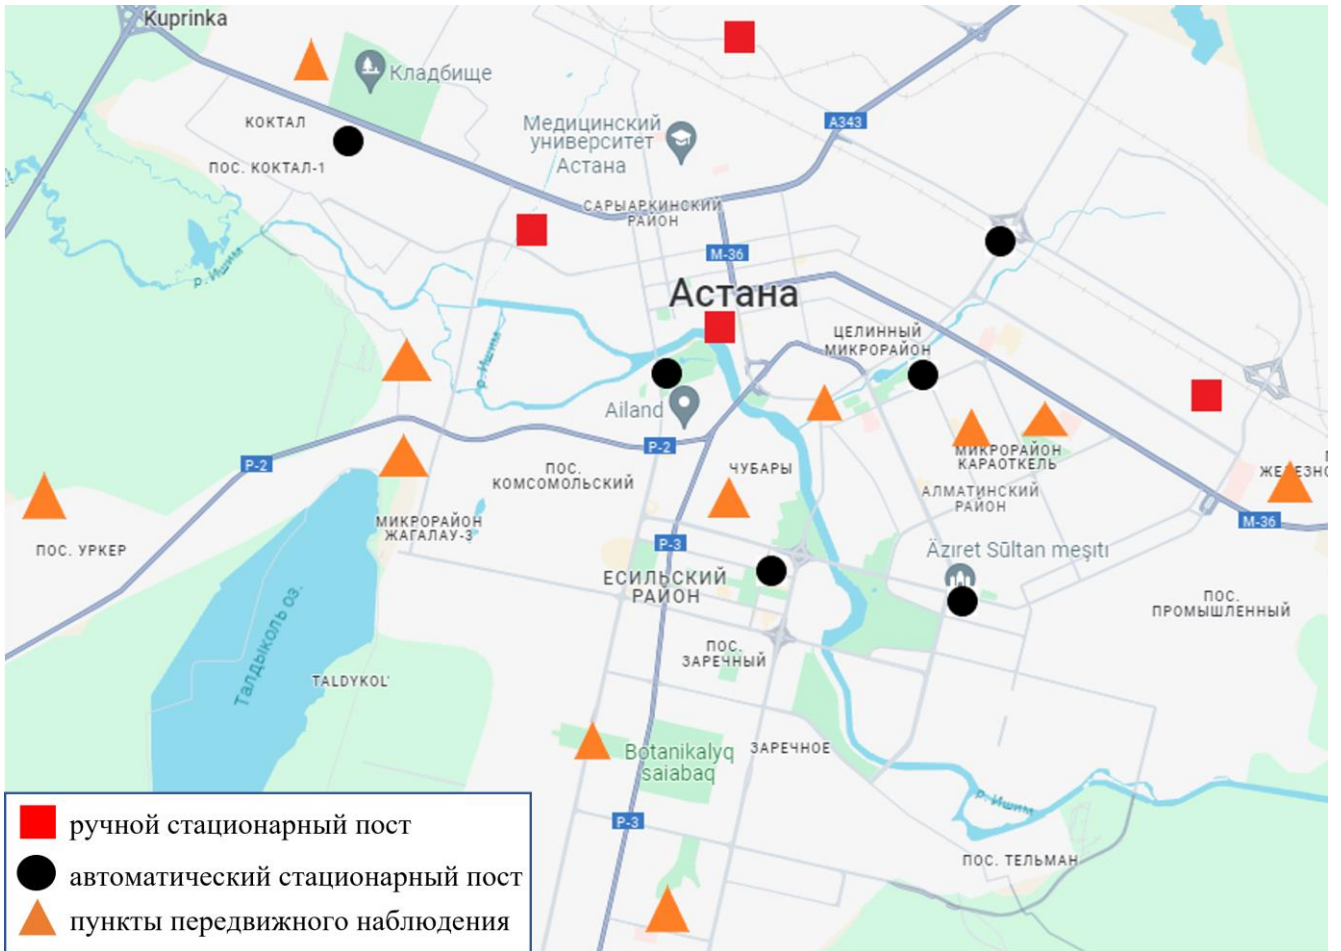 Kuprinka
Кладбище
КОКТАЛ
ПОС. КОКТАЛ-1
Медицинский
университет
Астана
A343
САРЫАРКИНСКИЙ
РАЙОН
М-36
р. Ишим
Астана
ЦЕЛИННЫЙ
МИКРОРАЙОН
р. Ишим
Ailand
P-2
P-2
ПОС.
КОМСОМОЛЬСКИЙ
ЧУБАРЫ
МИКРОРАЙОН
КАРАОТКЕЛЬ
АЛМАТИНСКИЙ
РАЙОН
М-36
МИКРОРАЙОН
ЖАГАЛАУ-3
ПОС. УРКЕР
P-3
Äziret Sūltan meşıtı
ЕСИЛЬСКИЙ
РАЙОН
ПОС.
ПРОМЫШЛЕННЫЙ
Талдыколь оз.
ПОС.
ЗАРЕЧНЫЙ
TALDYKOL'
Botanikalyq
saiabaq
ЗАРЕЧНОЕ
р. Ишим
P-3
ПОС. ТЕЛЬМАН
ручной стационарный пост
автоматический стационарный пост
пункты передвижного наблюдения